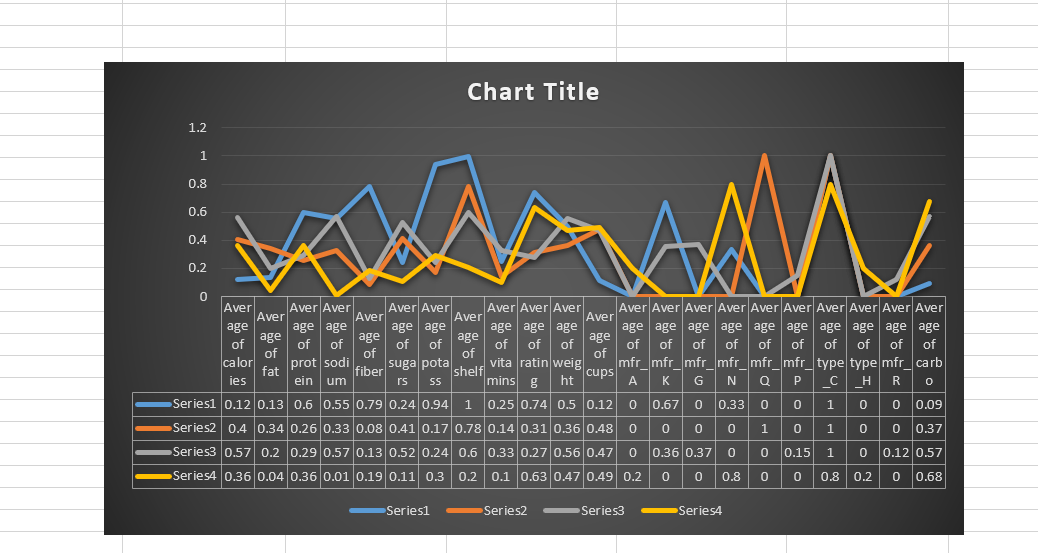 Chart Title
1.2
1
0.8
0.6
0.4
0.2
0
Average of calories Average of fat Average of protein Average of sodium Average of fiber Average of sugars Average of potass Average of shelf Average of vitamins Average of rating Average of weight Average of cups Average of mfr_A Average of mfr_K Average of mfr_G Average of mfr_N Average of mfr_Q Average of mfr_P Average of type_C Average of type_H Average of mfr_R Average of carbo
Series1 0.12 0.13 0.6 0.55 0.79 0.24 0.94 1 0.25 0.74 0.5 0.12 0 0.67 0 0.33 0 0 1 0 0 0.09
Series2 0.4 0.34 0.26 0.33 0.08 0.41 0.17 0.78 0.14 0.31 0.36 0.48 0 0 0 0 1 0 1 0 0 0.37
Series3 0.57 0.2 0.29 0.57 0.13 0.52 0.24 0.6 0.33 0.27 0.56 0.47 0 0.36 0.37 0 0 0.15 1 0 0.12 0.57
Series4 0.36 0.04 0.36 0.01 0.19 0.11 0.3 0.2 0.1 0.63 0.47 0.49 0.2 0 0 0.8 0 0 0.8 0.2 0 0.68
Series1 Series2 Series3 Series4